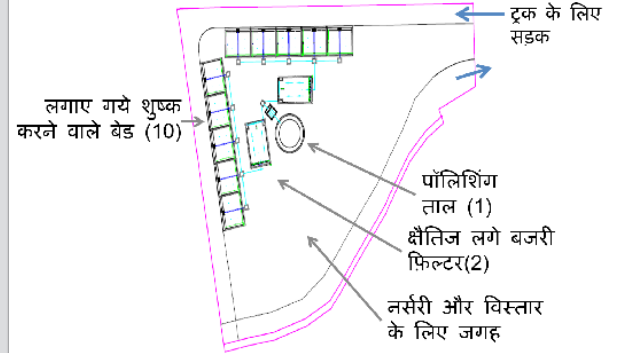 ट्रक के लिए
सड़क
लगाए गये शुष्क
करने वाले बेड (10)
पॉलिशिंग
ताल (1)
क्षैतिज लगे बजरी
फ़िल्टर(2)
नर्सरी और विस्तार
के लिए जगह